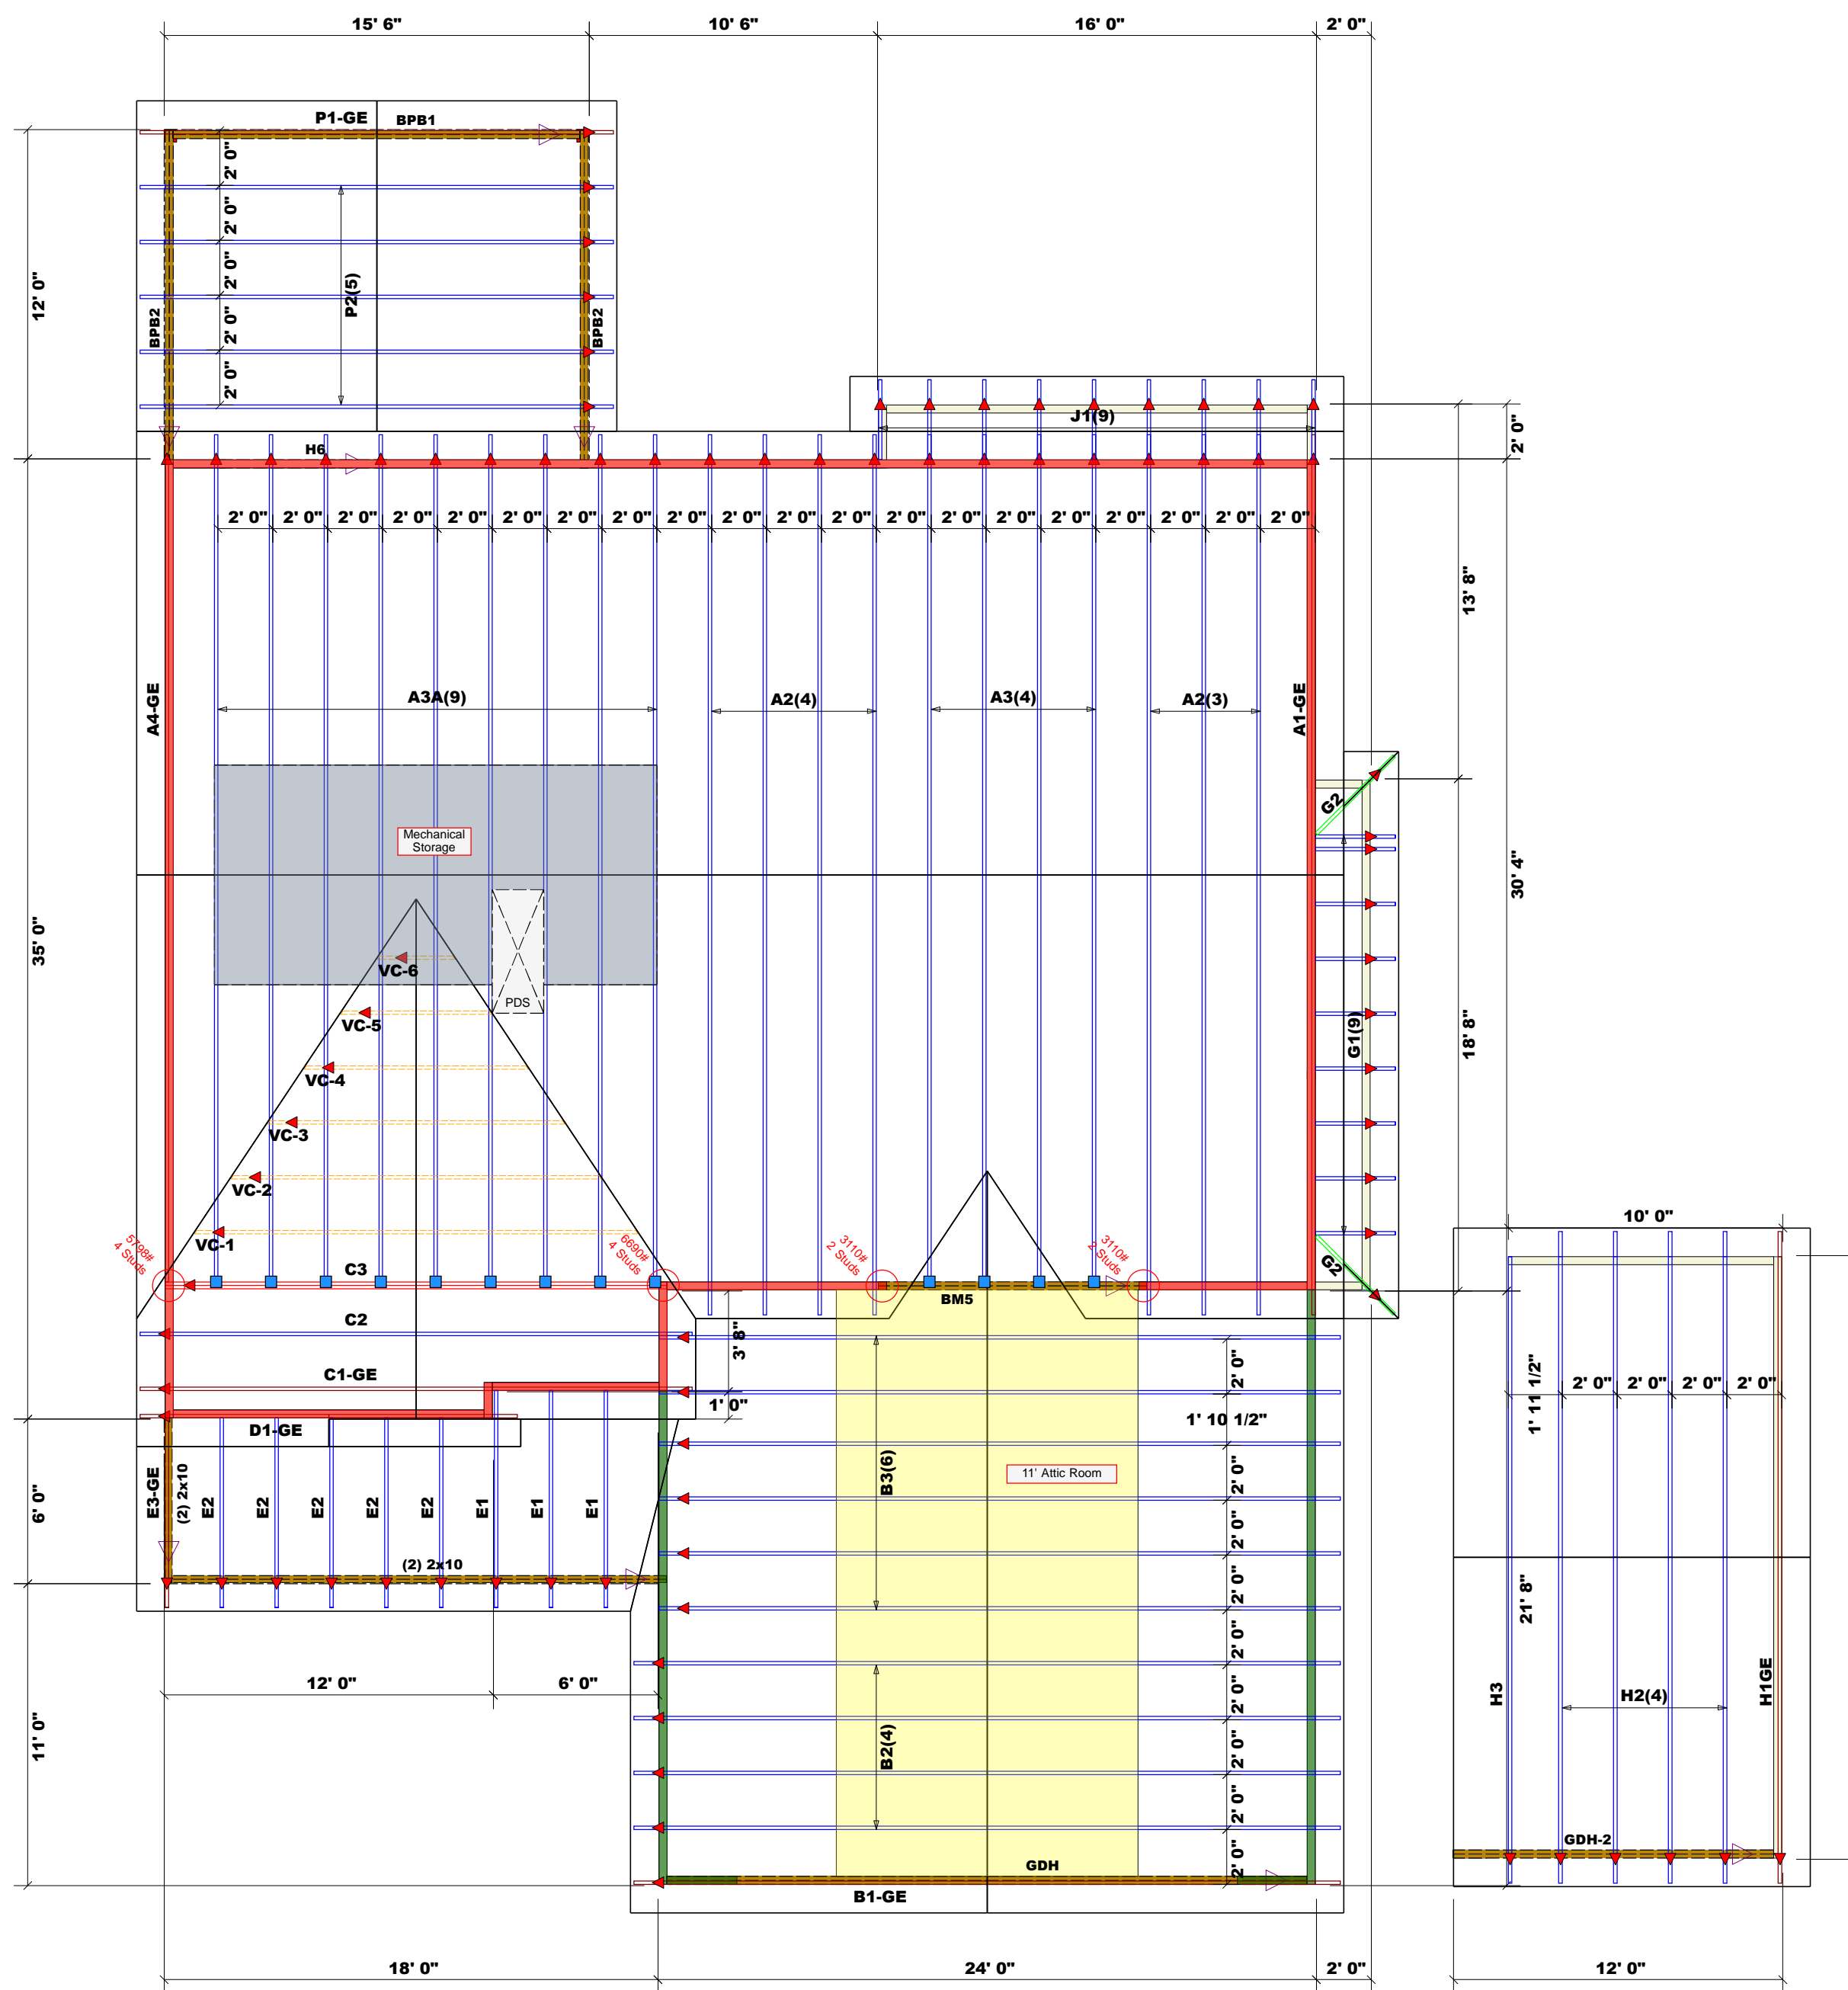 15' 6"
10' 6"
16' 0"
2' 0"
P1-GE
BPB1
2' 0"
2' 0"
2' 0"
2' 0"
2' 0"
12' 0"
P2(5)
BPB2
BPB2
J1(9)
H6
2' 0"
2' 0" 2' 0" 2' 0" 2' 0" 2' 0" 2' 0" 2' 0" 2' 0" 2' 0" 2' 0" 2' 0" 2' 0" 2' 0" 2' 0" 2' 0" 2' 0" 2' 0" 2' 0" 2' 0" 2' 0"
13' 8"
A4-GE
A3A(9)
A2(4)
A3(4)
A2(3)
A1-GE
G2
Mechanical
Storage
30' 4"
35' 0"
VC-6
PDS
VC-5
G1(9)
18' 8"
VC-4
VC-3
VC-2
VC-1
5798#
4 Studs
6690#
4 Studs
3110#
2 Studs
3110#
2 Studs
G2
10' 0"
C3
BM5
C2
3' 8"
C1-GE
1' 0"
D1-GE
2' 0"
1' 10 1/2"
1' 11 1/2"
2' 0" 2' 0" 2' 0" 2' 0"
11' Attic Room
B3(6)
6' 0"
E3-GE
(2) 2x10
E2
E2
E2
E2
E2
E1
E1
E1
(2) 2x10
2' 0"
2' 0"
2' 0"
2' 0"
2' 0"
2' 0"
2' 0"
2' 0"
21' 8"
12' 0"
6' 0"
H3
H2(4)
H1GE
11' 0"
B2(4)
GDH-2
GDH
B1-GE
18' 0"
24' 0"
2' 0"
12' 0"